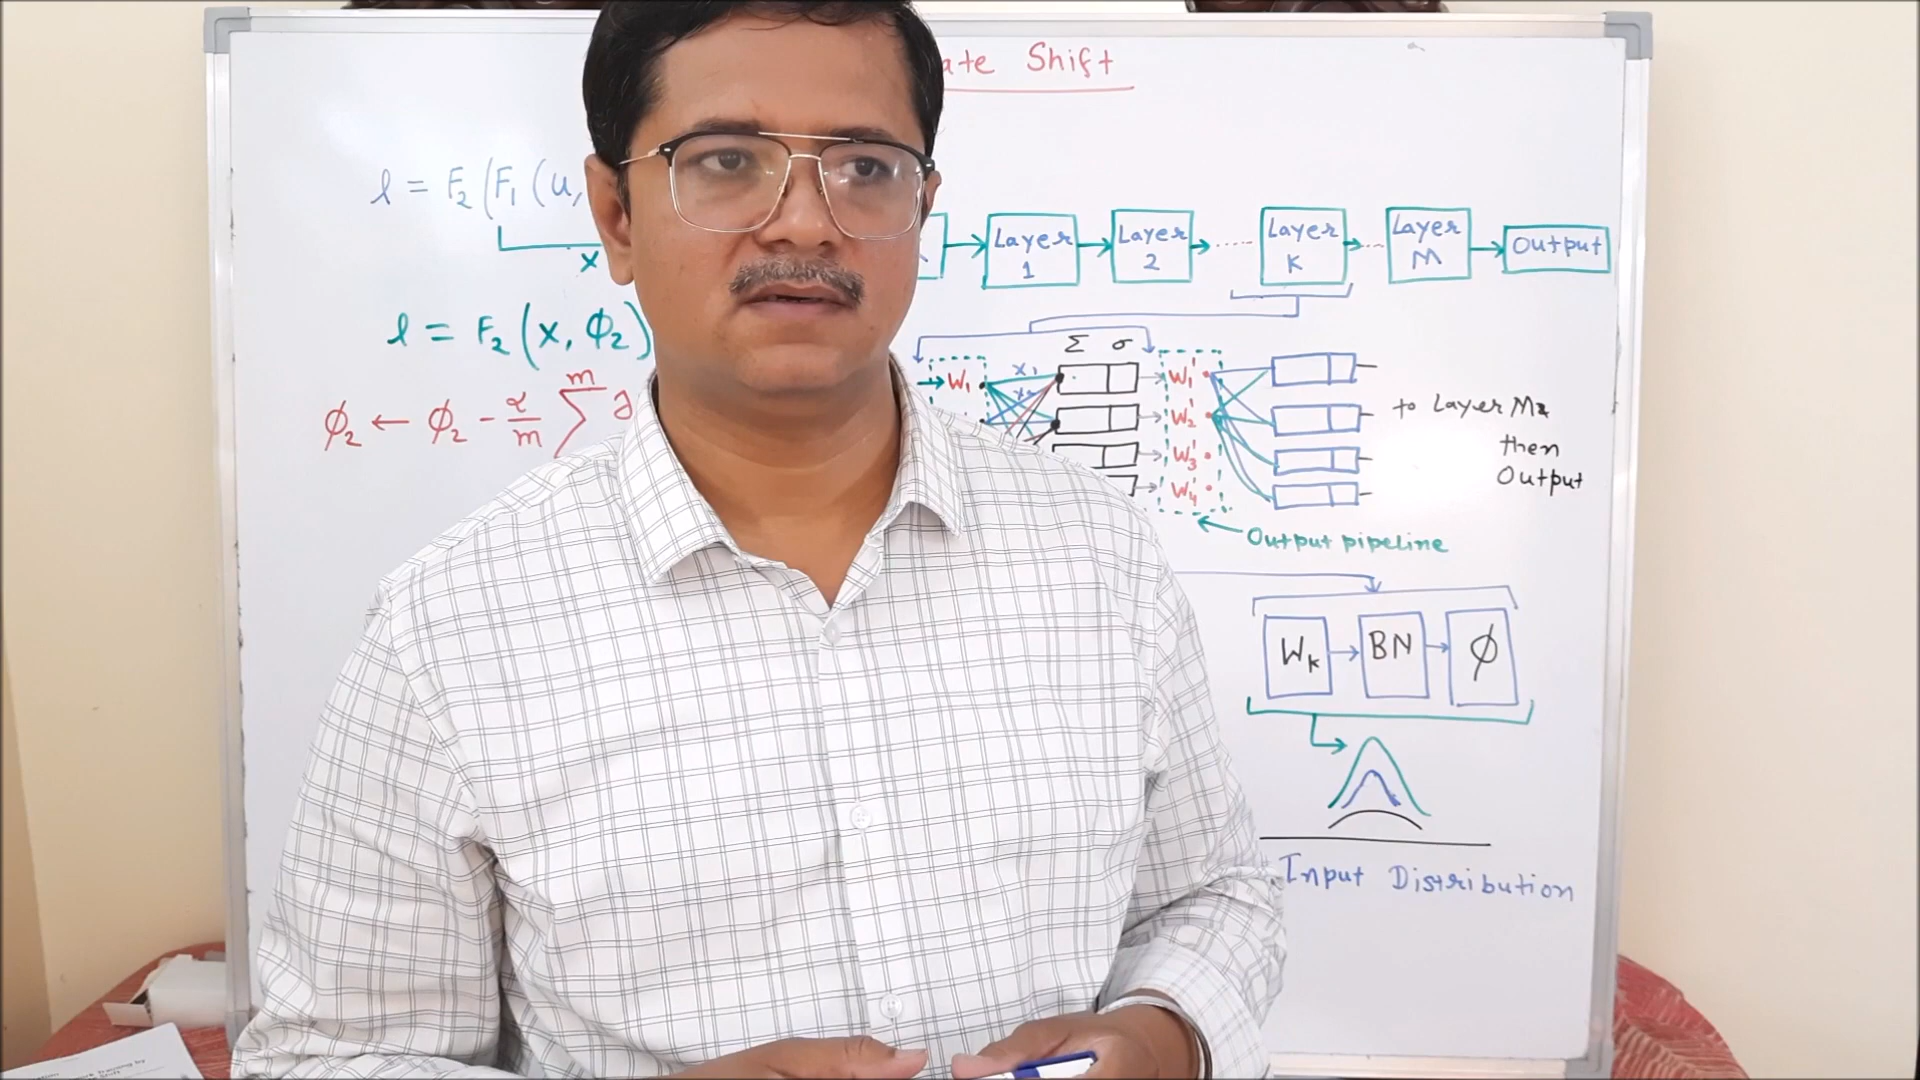 Shift
l = F₂(F₁(u,
x
l = F₂(x, φ₂)
φ₂ ← φ₂ - α/m Σ m
Layer 1
Layer 2
Layer K
Layer M
Output
Σ σ
W₁ x₁
x₂
W₁'
W₂'
W₃'
W₄'
to Layer M
then
Output
Output pipeline
Wₖ
BN
φ
Input Distribution